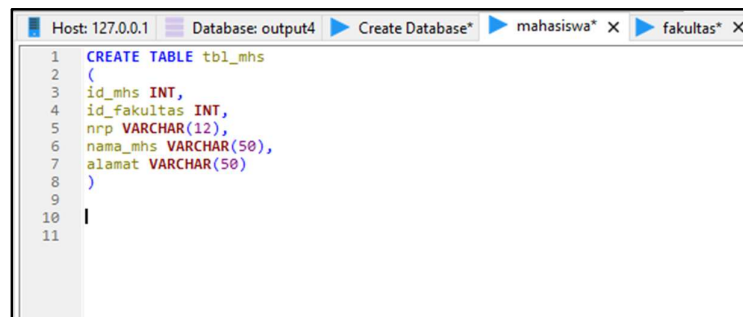 Host: 127.0.0.1 Database: output4 Create Database* mahasiswa* fakultas*
1 CREATE TABLE tbl_mhs
2 (
3 id_mhs INT,
4 id_fakultas INT,
5 nrp VARCHAR(12),
6 nama_mhs VARCHAR(50),
7 alamat VARCHAR(50)
8 )
9
10
11